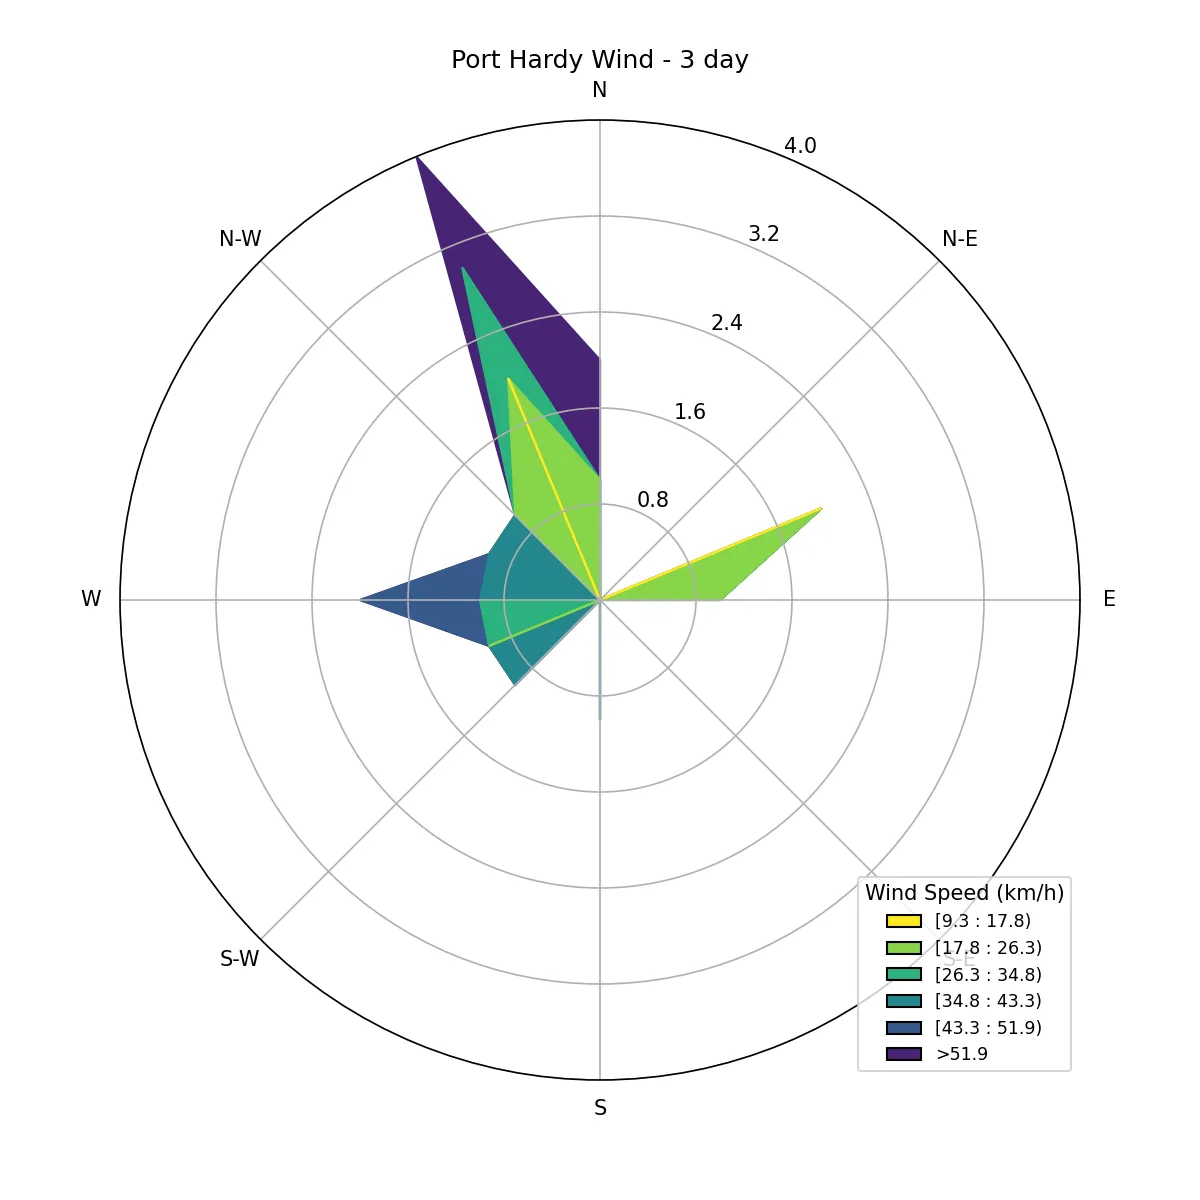 Port Hardy Wind - 3 day
N
4.0
N-W
N-E
3.2
2.4
1.6
0.8
W
E
S-W
S-E
S
Wind Speed (km/h)
[9.3 : 17.8)
[17.8 : 26.3)
[26.3 : 34.8)
[34.8 : 43.3)
[43.3 : 51.9)
>51.9